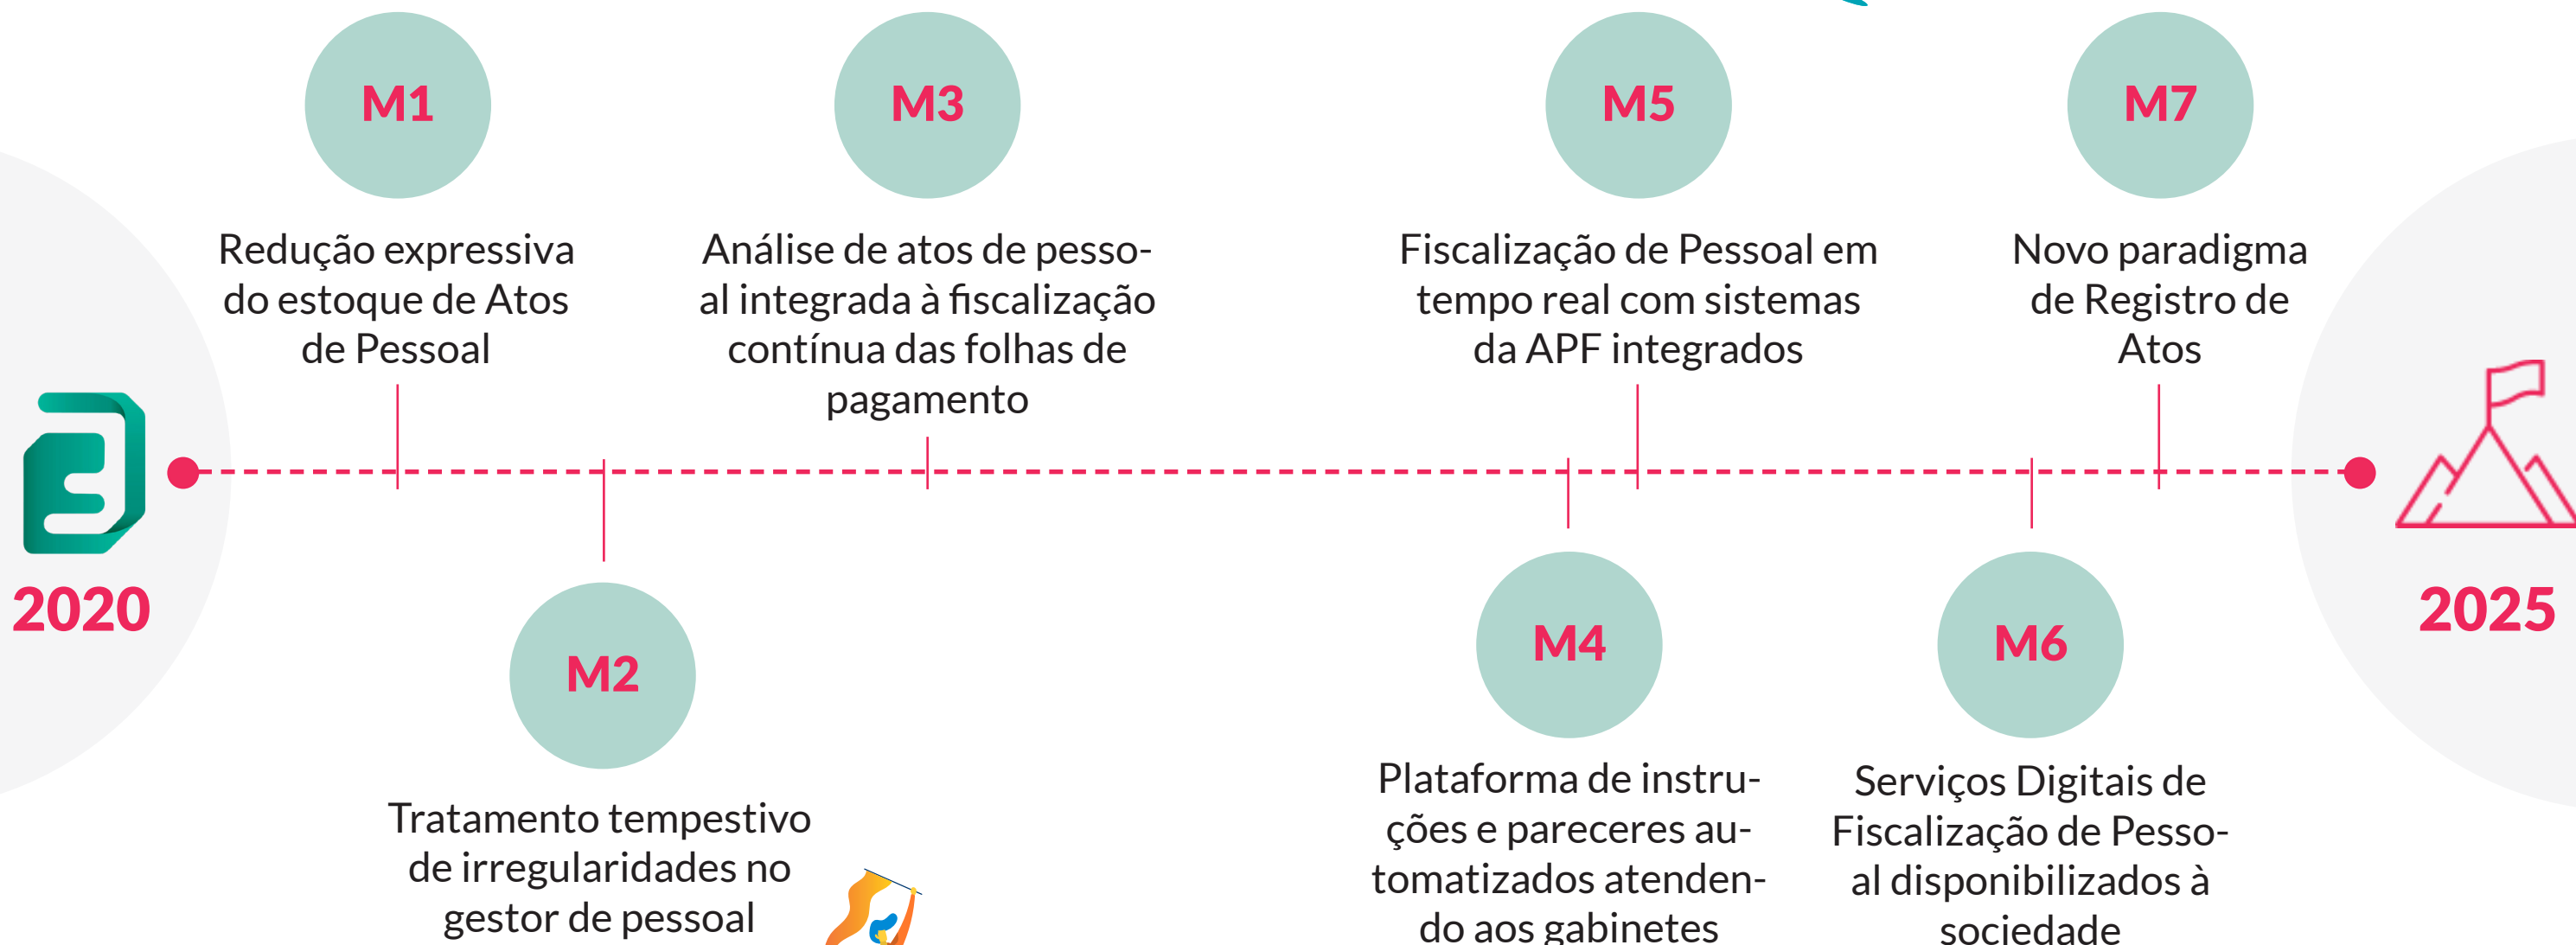 M1
Redução expressiva
do estoque de Atos
de Pessoal
M3
Análise de atos de pesso-
al integrada à fiscalização
contínua das folhas de
pagamento
M5
Fiscalização de Pessoal em
tempo real com sistemas
da APF integrados
M7
Novo paradigma
de Registro de
Atos
2020
2025
M2
Tratamento tempestivo
de irregularidades no
gestor de pessoal
M4
Plataforma de instru-
ções e pareceres au-
tomatizados atenden-
do aos gabinetes
M6
Serviços Digitais de
Fiscalização de Pesso-
al disponibilizados à
sociedade